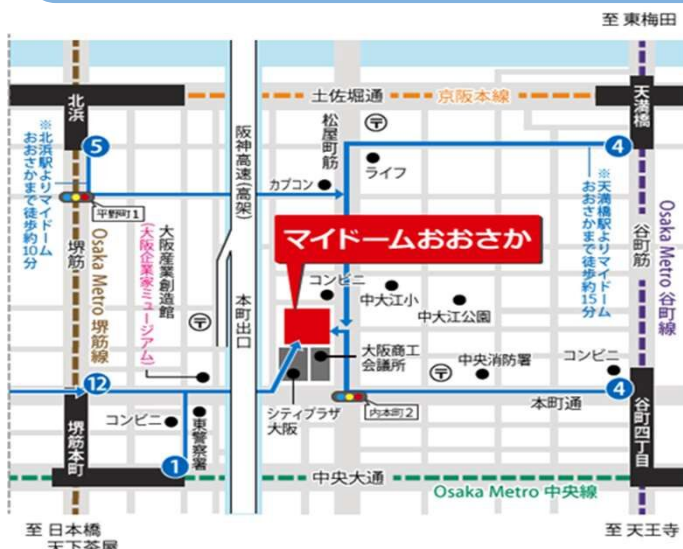 至 東梅田
北浜
土佐堀通
京阪本線
天満橋
5
4
松屋町筋
〒
ライフ
カプコン
阪神高速(高架)
本町出口
※北浜駅よりマイドーム
おおさかまで徒歩約10分
平野町1
堺筋
Osaka Metro 堺筋線
大阪産業創造館
(大阪企業家ミュージアム)
〒
マイドームおおさか
コンビニ
中大江小
中大江公園
※天満橋駅よりマイドーム
おおさかまで徒歩約15分
谷町筋
Osaka Metro 谷町線
大阪商工
会議所
〒
中央消防署
コンビニ
12
4
シティプラザ
大阪
内本町2
本町通
コンビニ
東警察署
堺筋本町
1
谷町四丁目
中央大通
Osaka Metro 中央線
至 日本橋
天下茶屋
至 天王寺